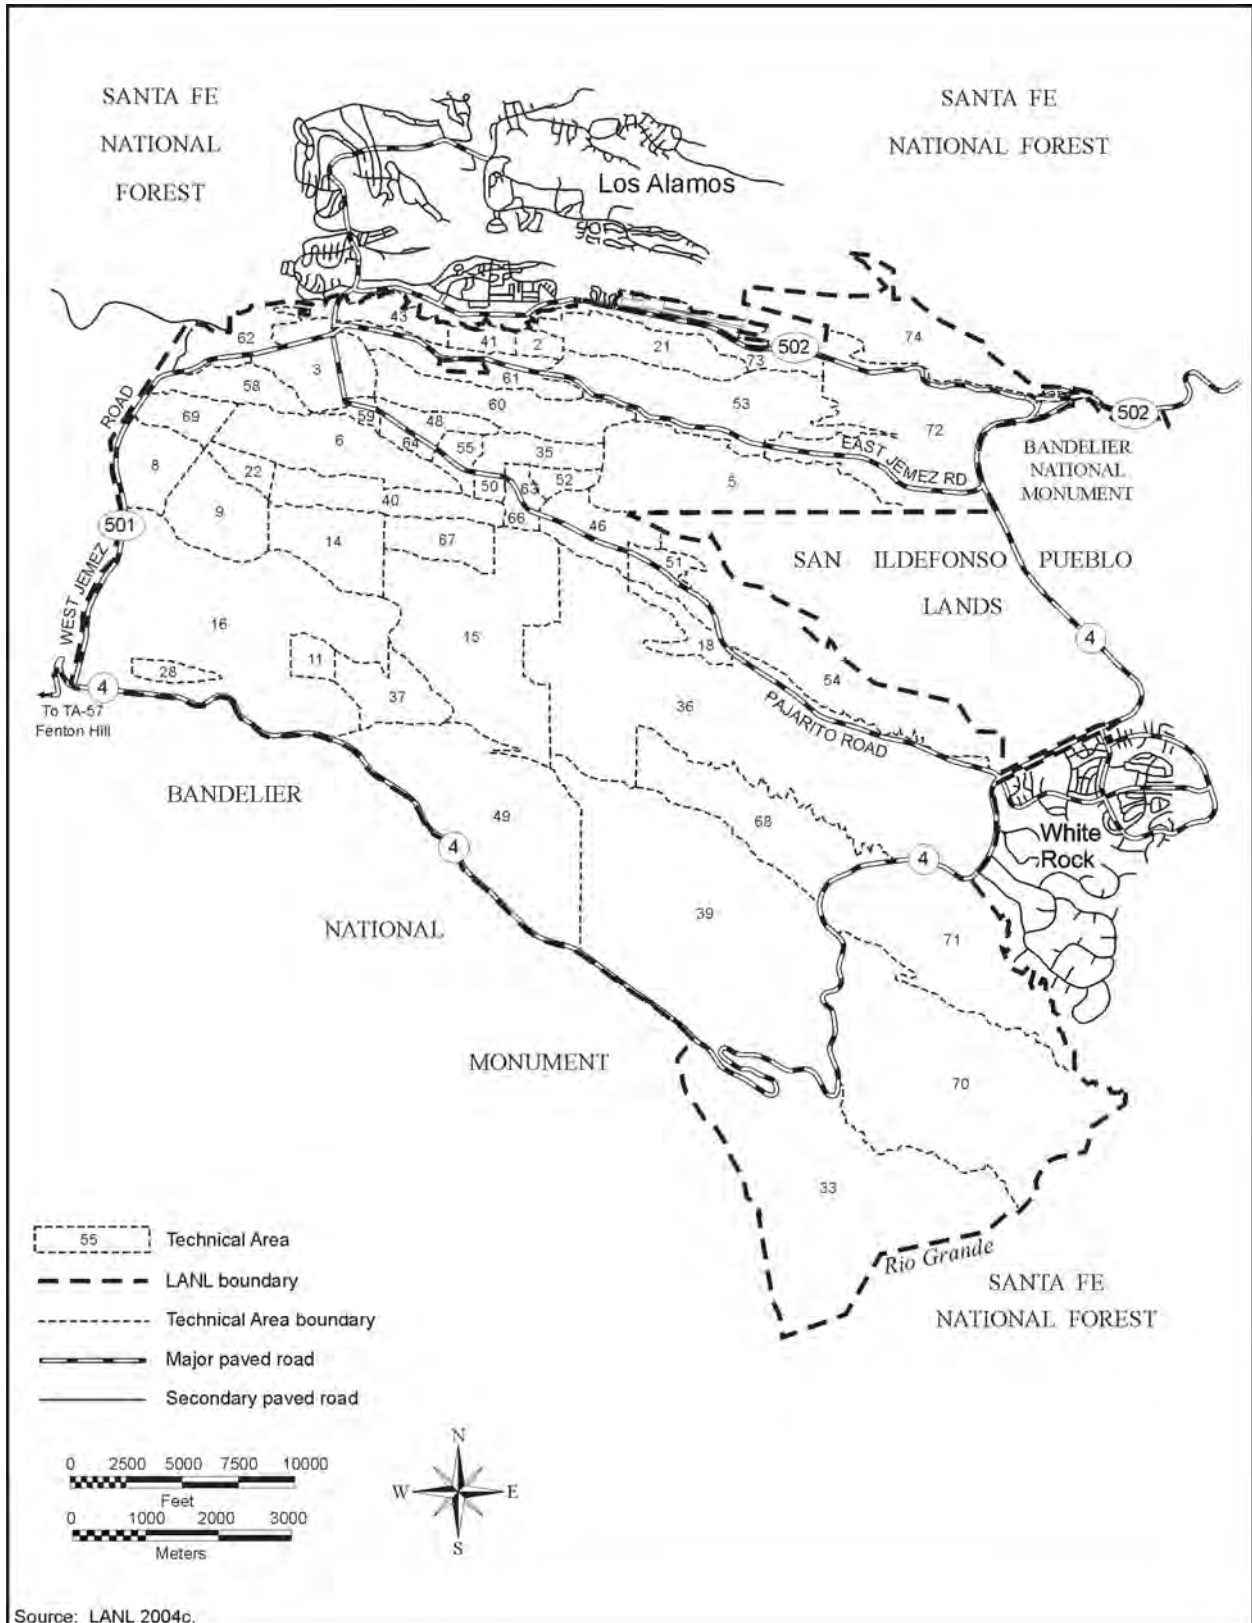 SANTA FE
NATIONAL
FOREST
SANTA FE
NATIONAL FOREST
Los Alamos
43
62
41
2
21
73
502
74
3
61
58
60
53
502
69
59
48
72
6
64
55
35
EAST JEMEZ RD
BANDELIER
NATIONAL
MONUMENT
8
22
50
63
52
5
40
9
66
46
501
14
67
51
SAN ILDEFONSO PUEBLO
LANDS
WEST JEMEZ ROAD
16
15
18
4
11
28
54
4
37
36
PAJARITO ROAD
To TA-57
Fenton Hill
BANDELIER
49
68
4
4
White
Rock
39
NATIONAL
71
MONUMENT
70
33
Rio Grande
SANTA FE
NATIONAL FOREST
55 Technical Area
LANL boundary
Technical Area boundary
Major paved road
Secondary paved road
0 2500 5000 7500 10000
Feet
0 1000 2000 3000
Meters
N
W E
S
Source: LANL 2004c.